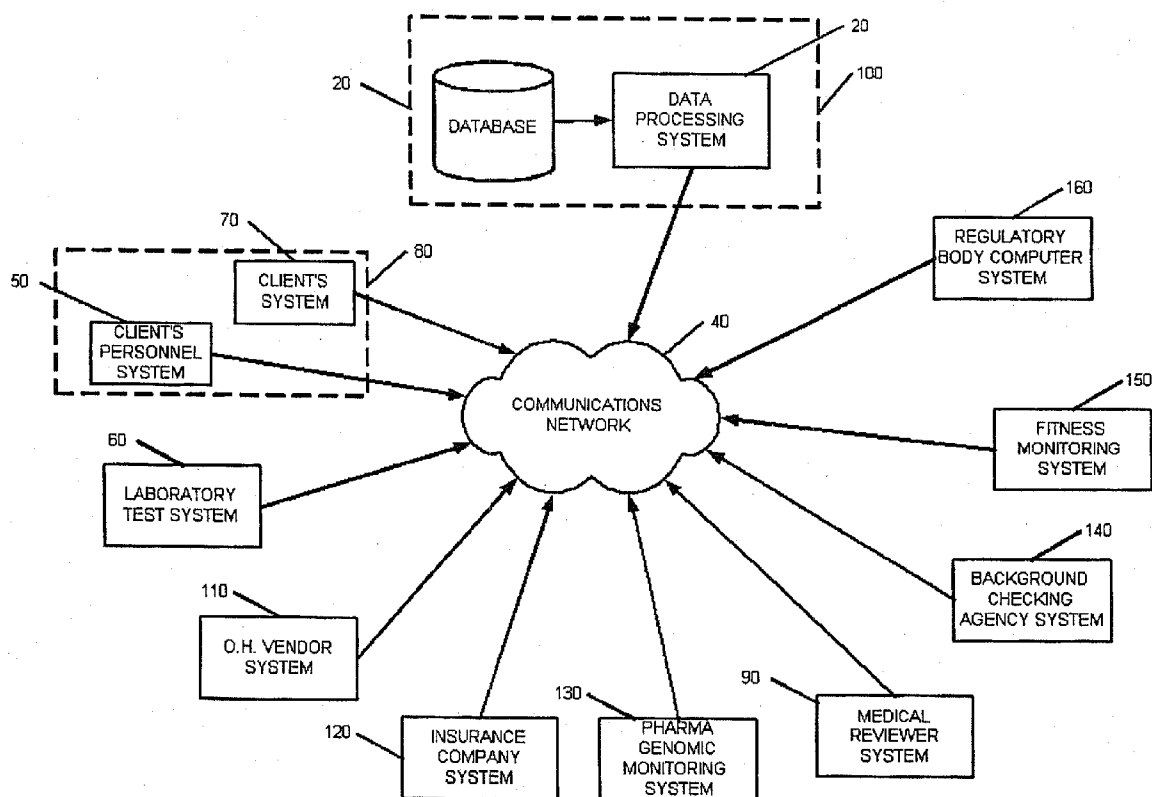 20
20
100
DATABASE
DATA
PROCESSING
SYSTEM
160
REGULATORY
BODY COMPUTER
SYSTEM
70
80
CLIENT'S
SYSTEM
50
CLIENT'S
PERSONNEL
SYSTEM
40
COMMUNICATIONS
NETWORK
150
FITNESS
MONITORING
SYSTEM
60
LABORATORY
TEST SYSTEM
140
BACKGROUND
CHECKING
AGENCY SYSTEM
110
O.H. VENDOR
SYSTEM
90
MEDICAL
REVIEWER
SYSTEM
130
PHARMA
GENOMIC
MONITORING
SYSTEM
120
INSURANCE
COMPANY
SYSTEM